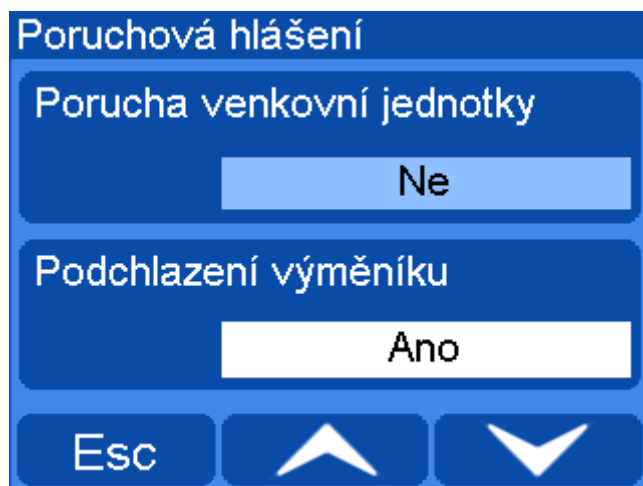 Poruchová hlášení
Porucha venkovní jednotky
Ne
Podchlazení výměníku
Ano
Esc